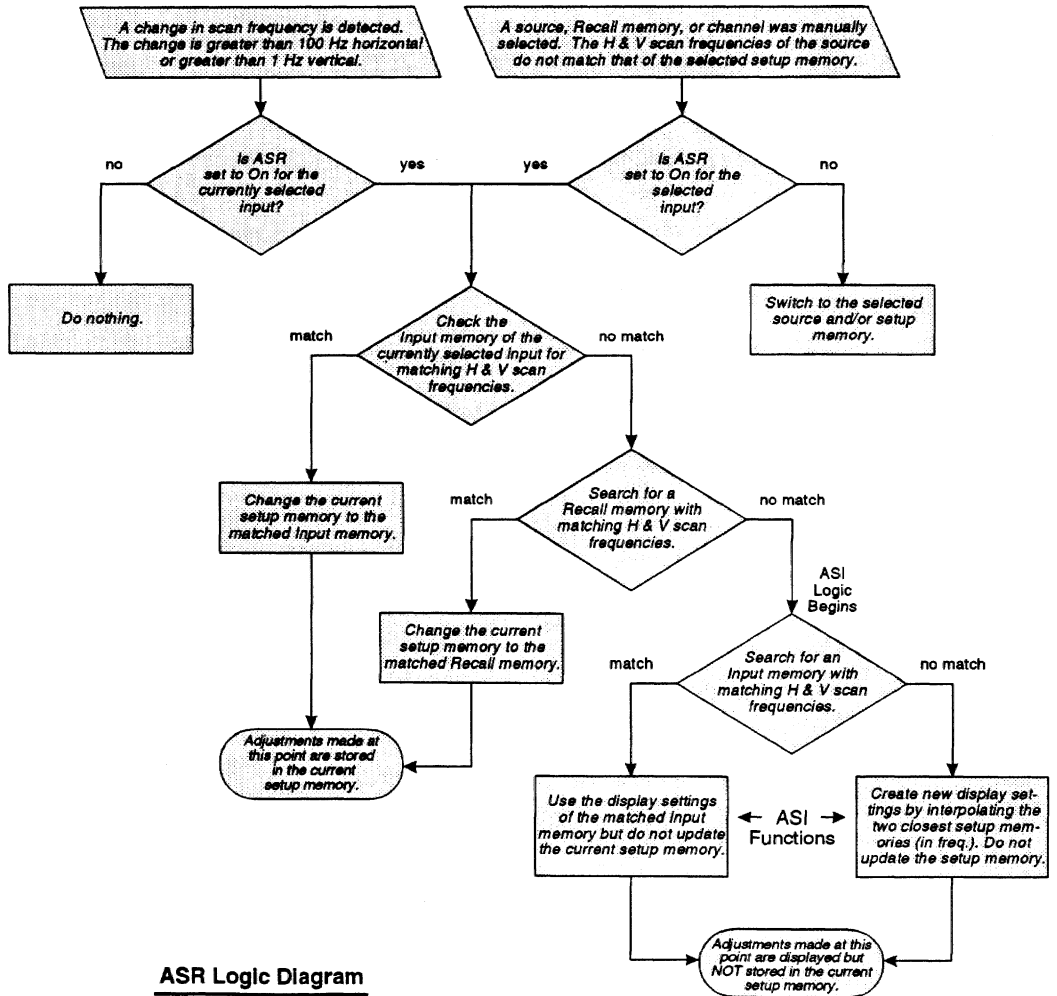 A change in scan frequency is detected.
The change is greater than 100 Hz horizontal
or greater than 1 Hz vertical.
A source, Recall memory, or channel was manually
selected. The H & V scan frequencies of the source
do not match that of the selected setup memory.
no
Is ASR
set to On for the
currently selected
input?
yes
yes
Is ASR
set to On for the
selected
input?
no
Do nothing.
Switch to the selected
source and/or setup
memory.
match
Check the
Input memory of the
currently selected Input for
matching H & V scan
frequencies.
no match
Change the current
setup memory to the
matched Input memory.
match
Search for a
Recall memory with
matching H & V scan
frequencies.
no match
ASI
Logic
Begins
Change the current
setup memory to the
matched Recall memory.
match
Search for an
Input memory with
matching H & V scan
frequencies.
no match
Adjustments made at
this point are stored
in the current
setup memory.
Use the display settings
of the matched Input
memory but do not update
the current setup memory.
ASI
Functions
Create new display set-
tings by interpolating the
two closest setup mem-
ories (in freq.). Do not
update the setup memory.
Adjustments made at this
point are displayed but
NOT stored in the current
setup memory.
ASR Logic Diagram